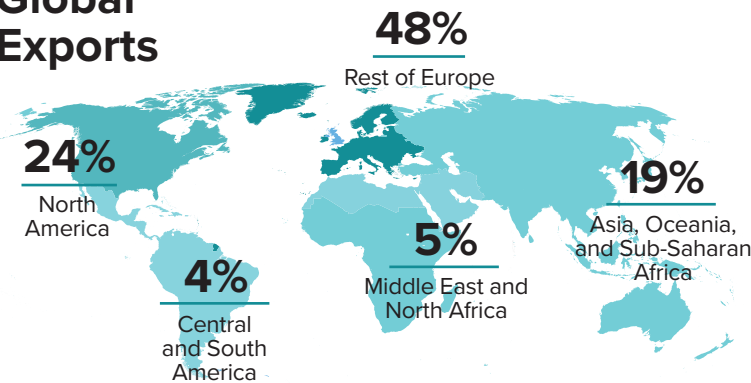 Global
Exports
48%
Rest of Europe
24%
North
America
19%
Asia, Oceania,
and Sub-Saharan
Africa
5%
Middle East and
North Africa
4%
Central
and South
America